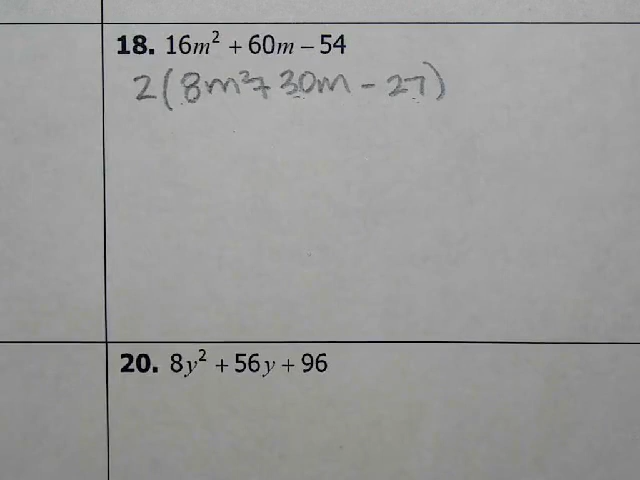 18. 16m² + 60m − 54
2(8m²+30m − 27)
20. 8y² + 56y + 96